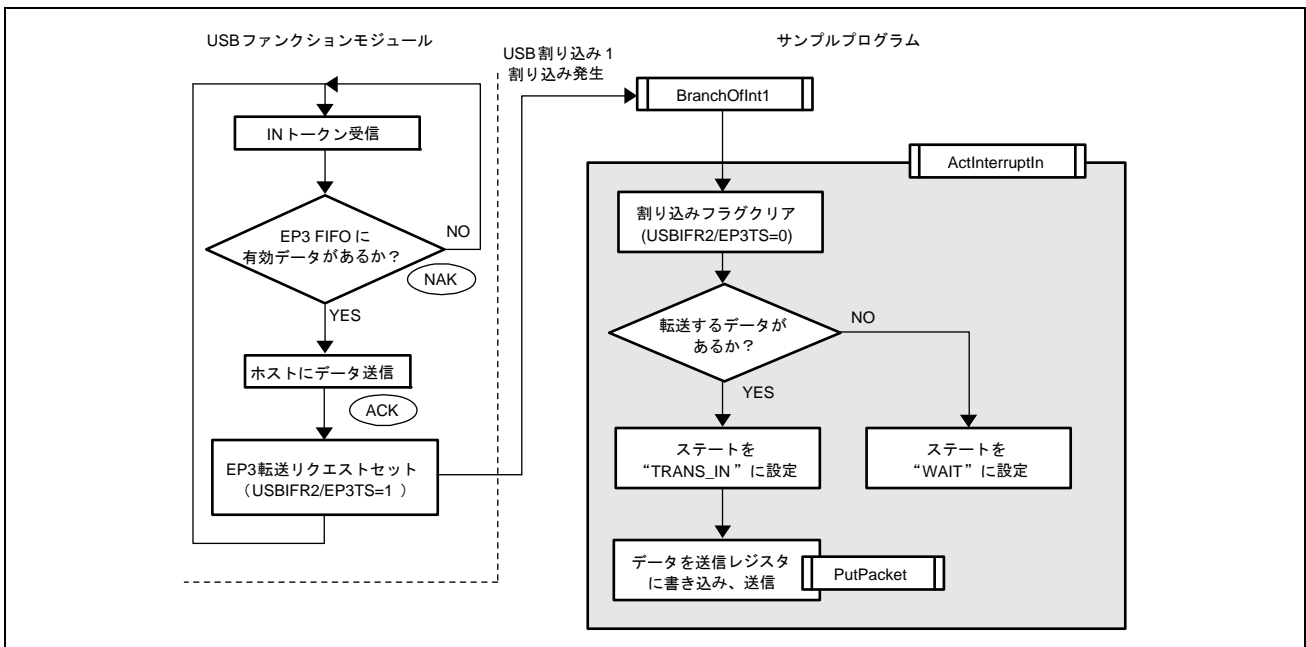 USBファンクションモジュール
INトークン受信
EP3 FIFO に
有効データがあるか？
NO
NAK
YES
ホストにデータ送信
ACK
EP3転送リクエストセット
（USBIFR2/EP3TS=1 ）
USB割り込み1
割り込み発生
サンプルプログラム
BranchOfInt1
ActInterruptIn
割り込みフラグクリア
(USBIFR2/EP3TS=0)
転送するデータが
あるか？
NO
YES
ステートを
“TRANS_IN ”に設定
ステートを
“WAIT”に設定
データを送信レジスタ
に書き込み、送信
PutPacket